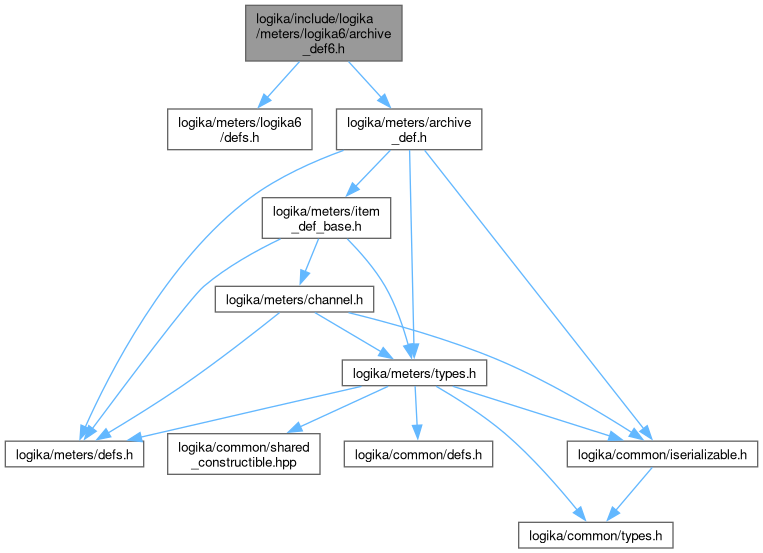 logika/include/logika
/meters/logika6/archive
_def6.h
logika/meters/logika6
/defs.h
logika/meters/archive
_def.h
logika/meters/item
_def_base.h
logika/meters/channel.h
logika/meters/types.h
logika/meters/defs.h
logika/common/shared
_constructible.hpp
logika/common/defs.h
logika/common/iserializable.h
logika/common/types.h